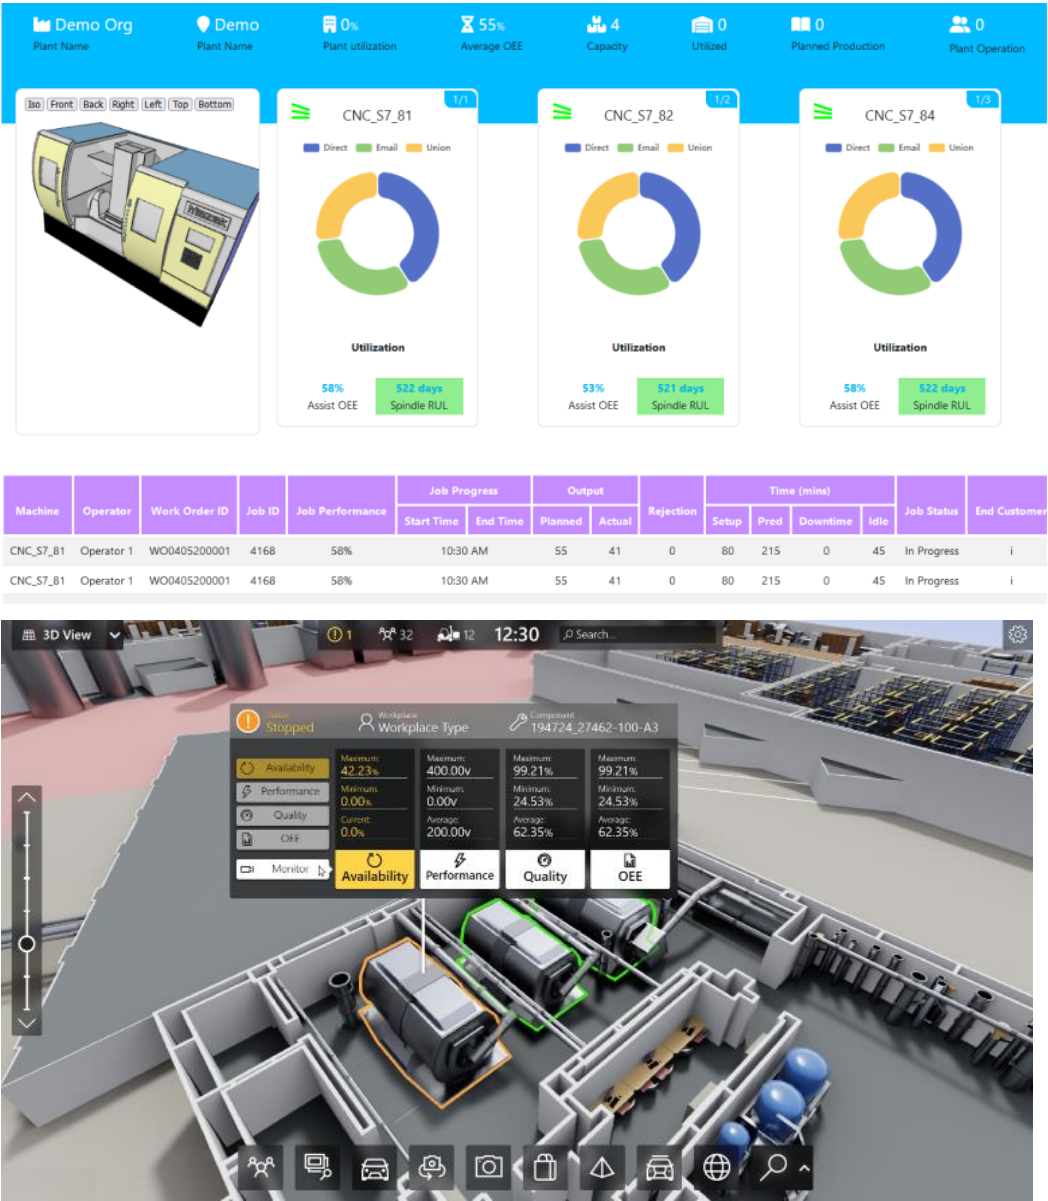 Demo Org Demo 0% 55% 4 0 0 0
Plant Name Plant Name Plant utilization Average OEE Capacity Utilized Planned Production Plant Operation
Iso Front Back Right Left Top Bottom
Mazak
1/1
CNC_S7_81
Direct Email Union
Utilization
58% 522 days
Assist OEE Spindle RUL
1/2
CNC_S7_82
Direct Email Union
Utilization
53% 521 days
Assist OEE Spindle RUL
1/3
CNC_S7_84
Direct Email Union
Utilization
58% 522 days
Assist OEE Spindle RUL
Machine Operator Work Order ID Job ID Job Performance Job Progress Output Rejection Time (mins) Job Status End Customer
Start Time End Time Planned Actual Setup Pred Downtime Idle
CNC_S7_81 Operator 1 WO0405200001 4168 58% 10:30 AM 55 41 0 80 215 0 45 In Progress i
CNC_S7_81 Operator 1 WO0405200001 4168 58% 10:30 AM 55 41 0 80 215 0 45 In Progress i
3D View 1 32 12 12:30 Search...
Status Workplace Component
Stopped Workplace Type 194724_27462-100-A3
Availability
Performance
Quality
OEE
Monitor
Maximum: Maximum: Maximum: Maximum:
42.23% 400.00v 99.21% 99.21%
Minimum: Minimum: Minimum: Minimum:
0.00% 0.00v 24.53% 24.53%
Current: Average: Average: Average:
0.0% 200.00v 62.35% 62.35%
Availability Performance Quality OEE